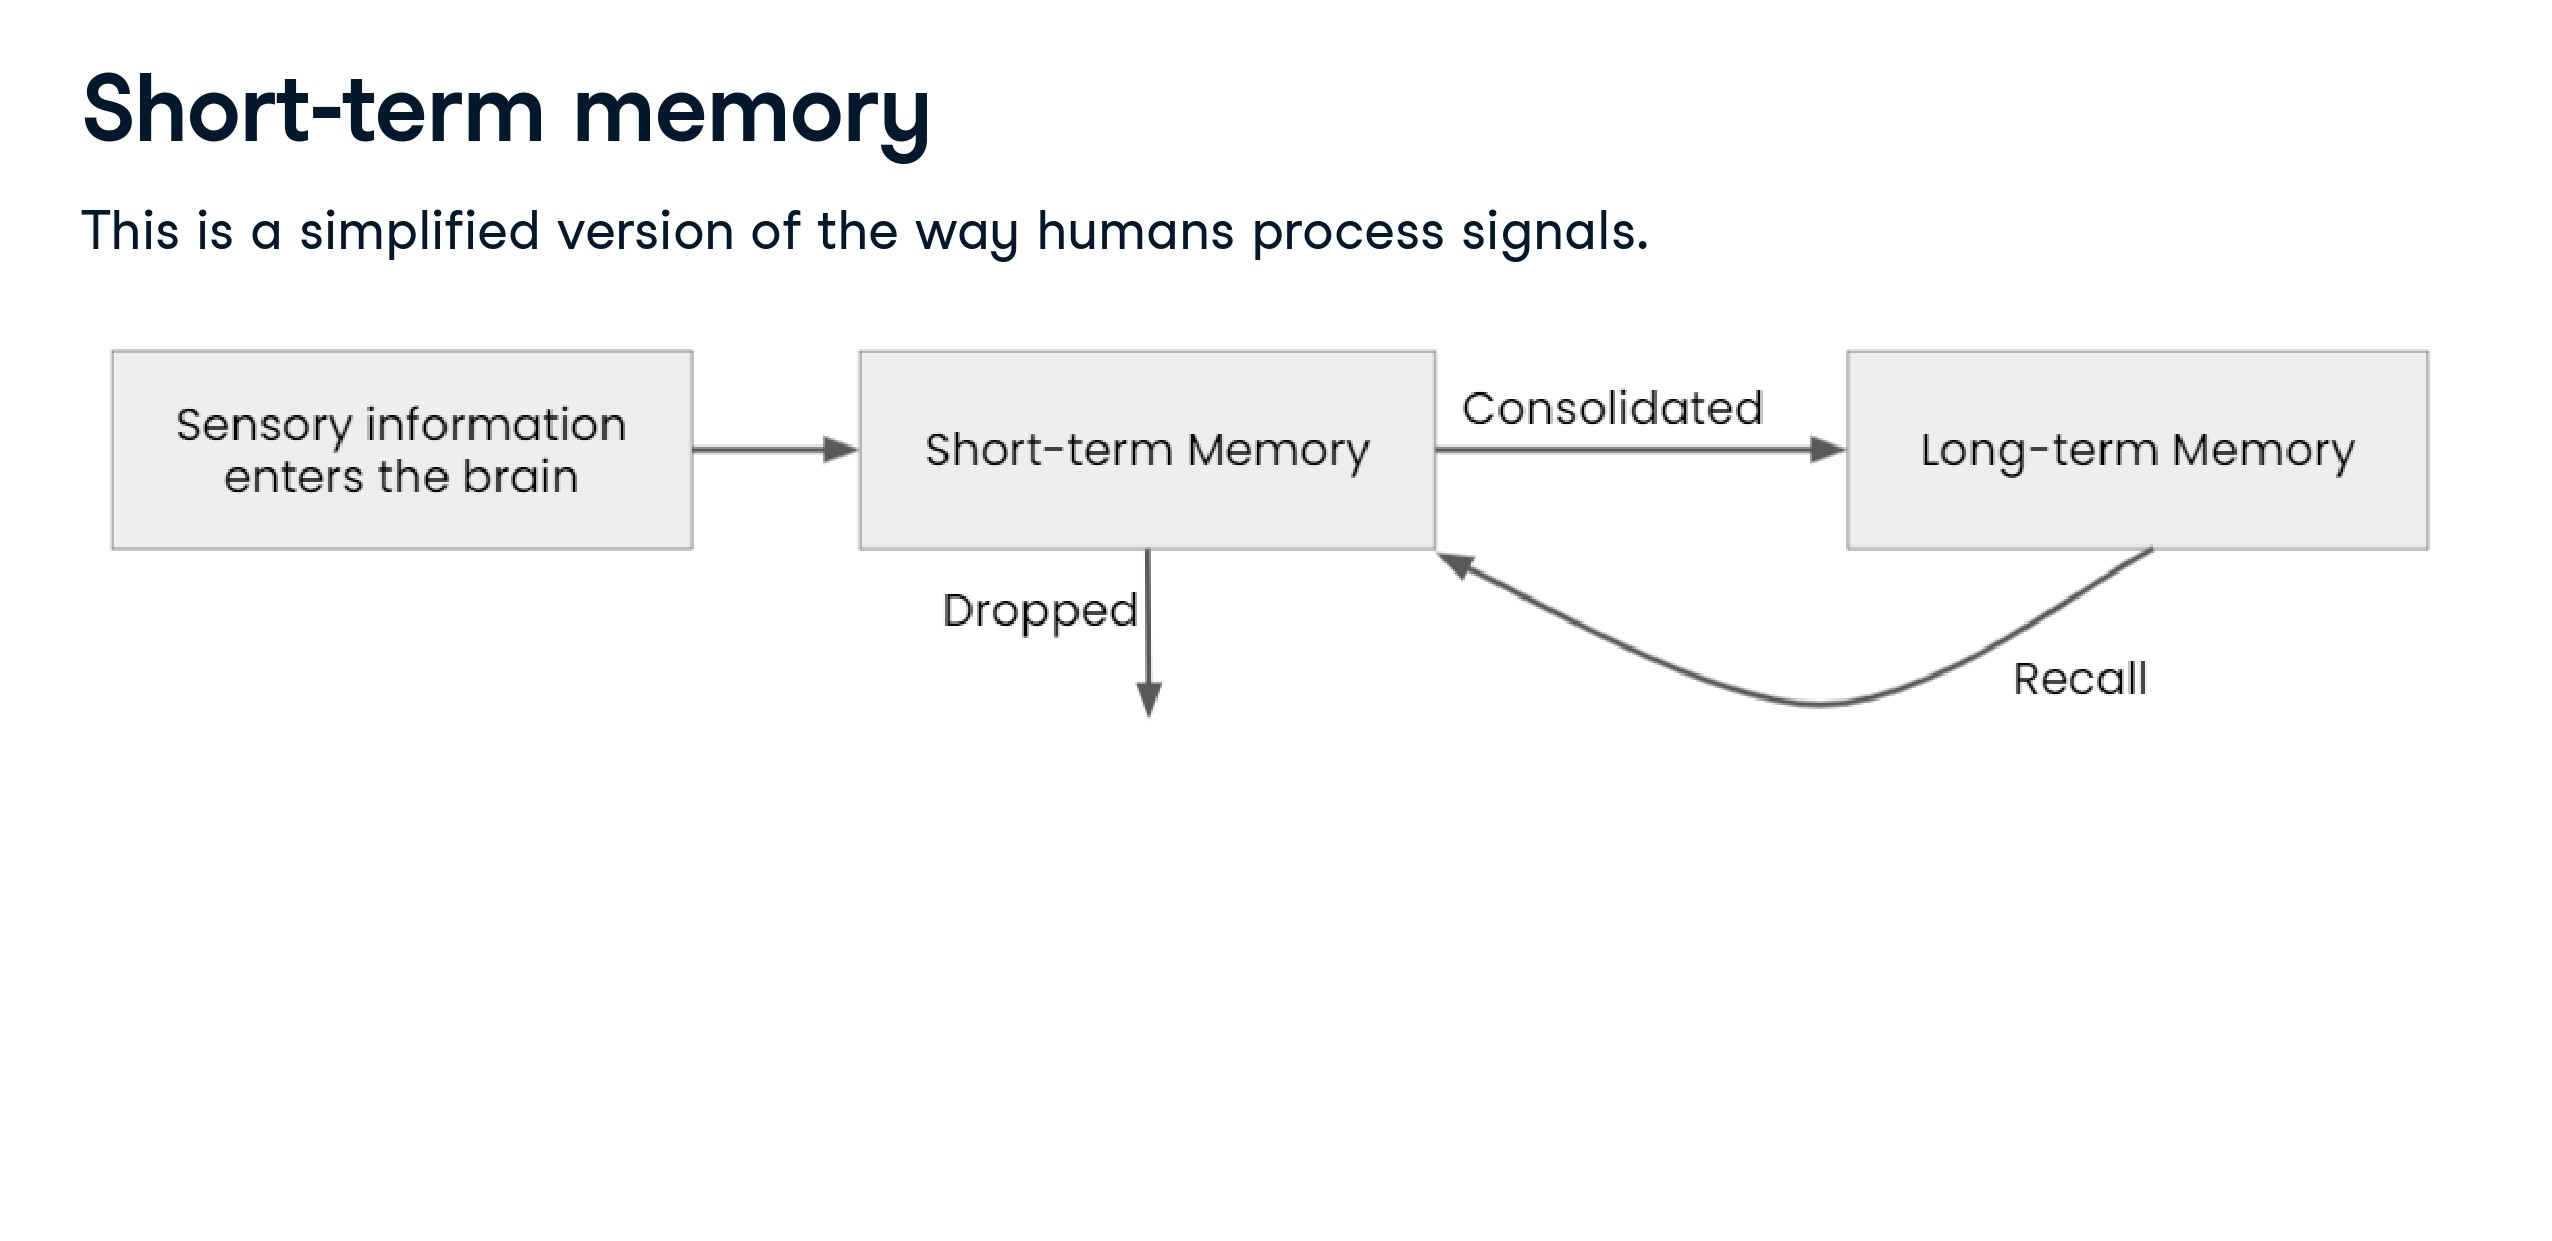 Short-term memory
This is a simplified version of the way humans process signals.
Sensory information
enters the brain
Short-term Memory
Consolidated
Long-term Memory
Dropped
Recall